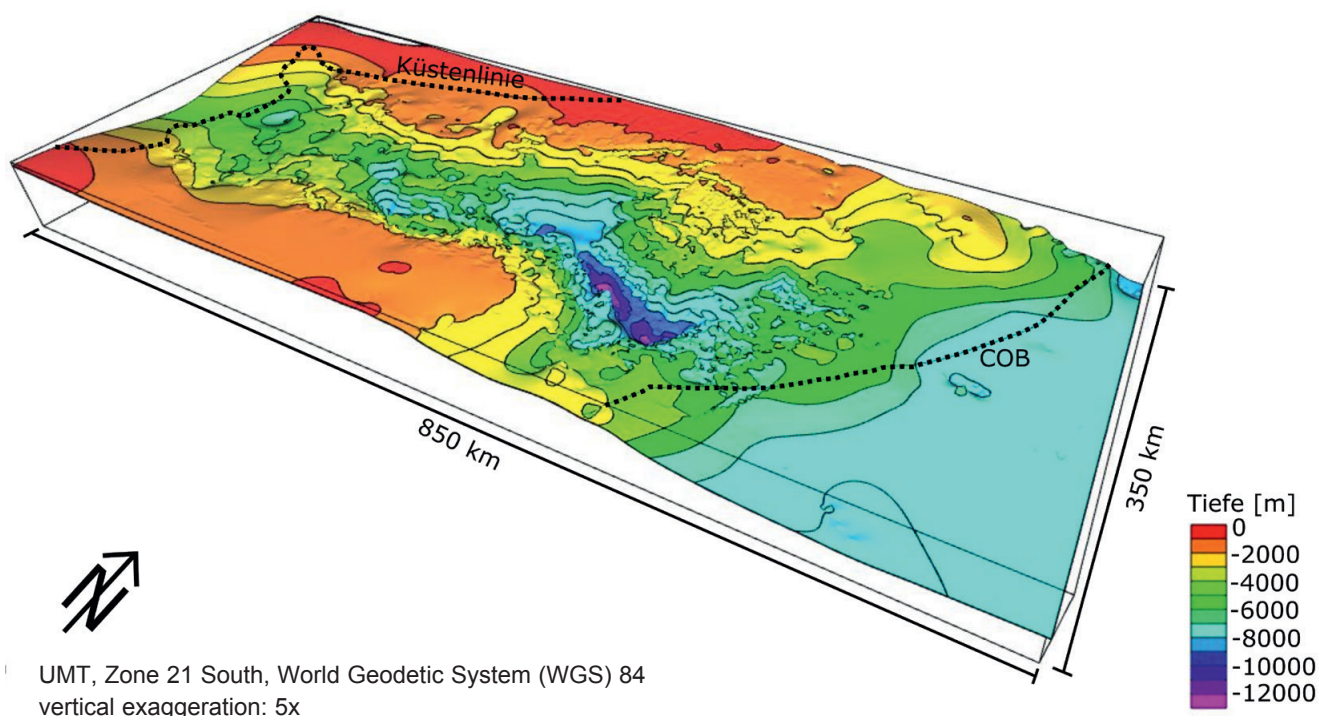 Küstenlinie
COB
850 km
350 km
Tiefe [m]
0
-2000
-4000
-6000
-8000
-10000
-12000
N
UMT, Zone 21 South, World Geodetic System (WGS) 84
vertical exaggeration: 5x